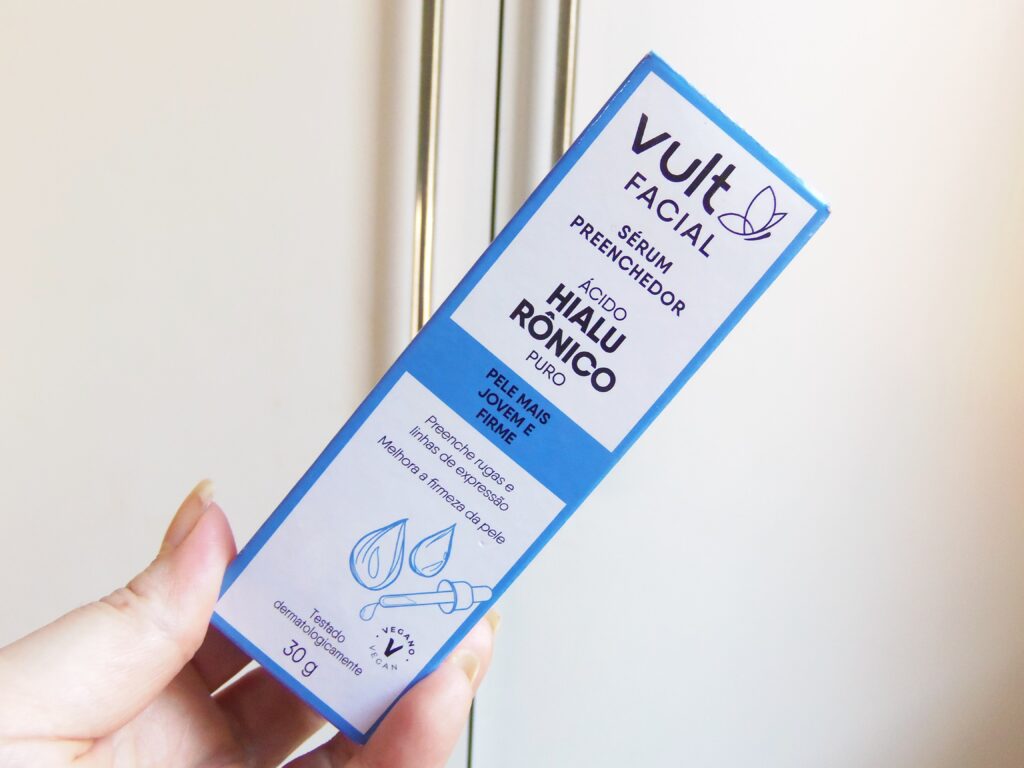 vult
FACIAL
SÉRUM
PREENCHEDOR
ÁCIDO
HIALU
RÔNICO
PURO
PELE MAIS
JOVEM E
FIRME
Preenche rugas e
linhas de expressão
Melhora a firmeza da pele
Testado
dermatologicamente
30 g
VEGANO
V
VEGAN